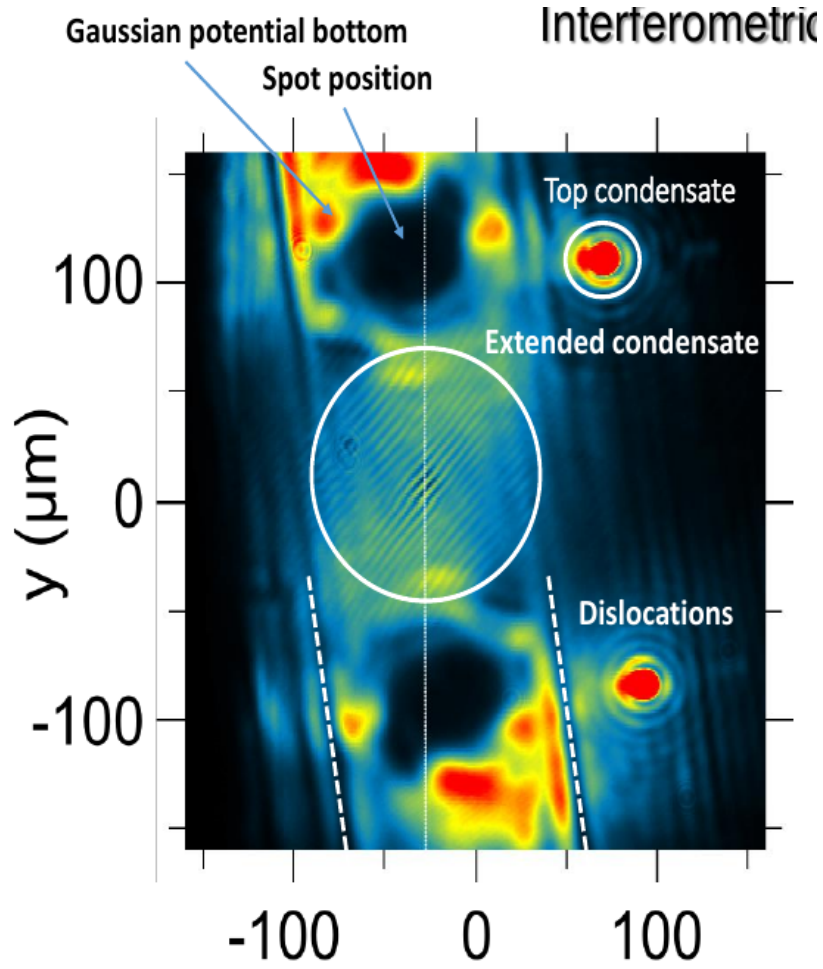 Interferometric
Gaussian potential bottom
Spot position
Top condensate
100
Extended condensate
y (μm)
0
Dislocations
-100
-100 0 100